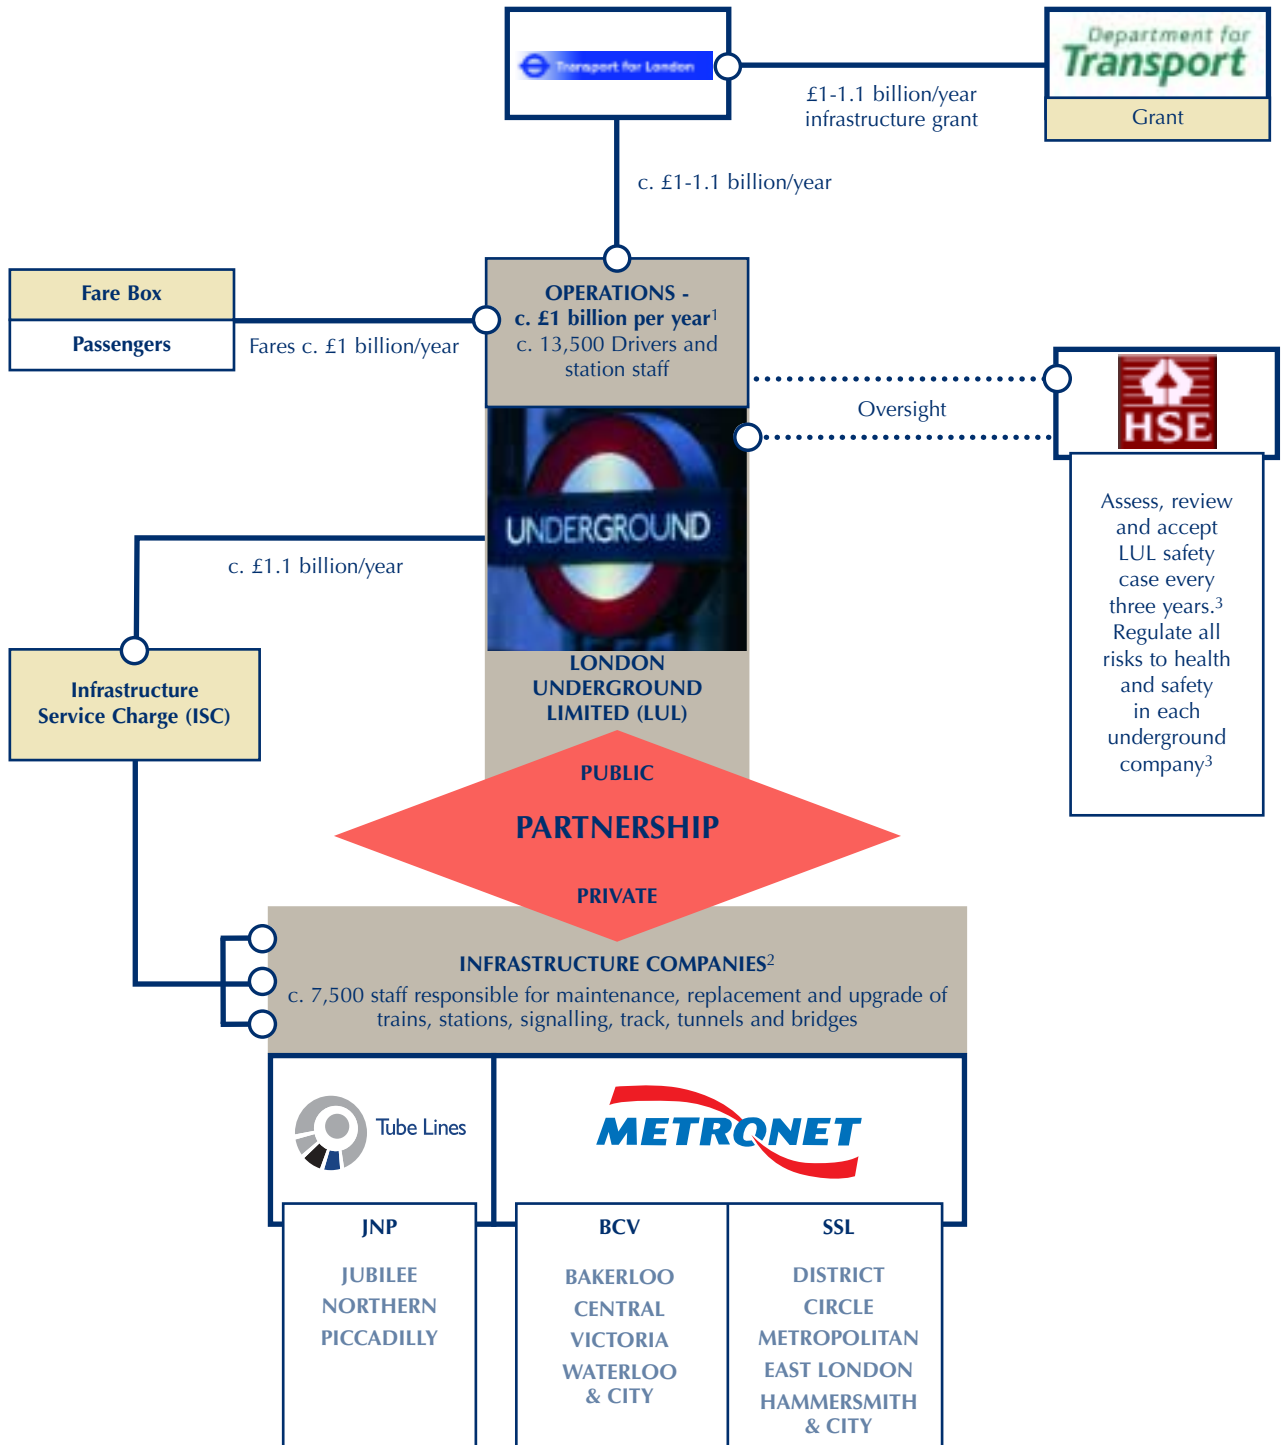 Transport for London
Department for
Transport
Grant
£1-1.1 billion/year
infrastructure grant
c. £1-1.1 billion/year
Fare Box
Passengers
Fares c. £1 billion/year
OPERATIONS -
c. £1 billion per year1
c. 13,500 Drivers and
station staff
Oversight
HSE
Assess, review
and accept
LUL safety
case every
three years.3
Regulate all
risks to health
and safety
in each
underground
company3
UNDERGROUND
c. £1.1 billion/year
Infrastructure
Service Charge (ISC)
LONDON
UNDERGROUND
LIMITED (LUL)
PUBLIC
PARTNERSHIP
PRIVATE
INFRASTRUCTURE COMPANIES2
c. 7,500 staff responsible for maintenance, replacement and upgrade of
trains, stations, signalling, track, tunnels and bridges
Tube Lines
METRONET
JNP
JUBILEE
NORTHERN
PICCADILLY
BCV
BAKERLOO
CENTRAL
VICTORIA
WATERLOO
& CITY
SSL
DISTRICT
CIRCLE
METROPOLITAN
EAST LONDON
HAMMERSMITH
& CITY